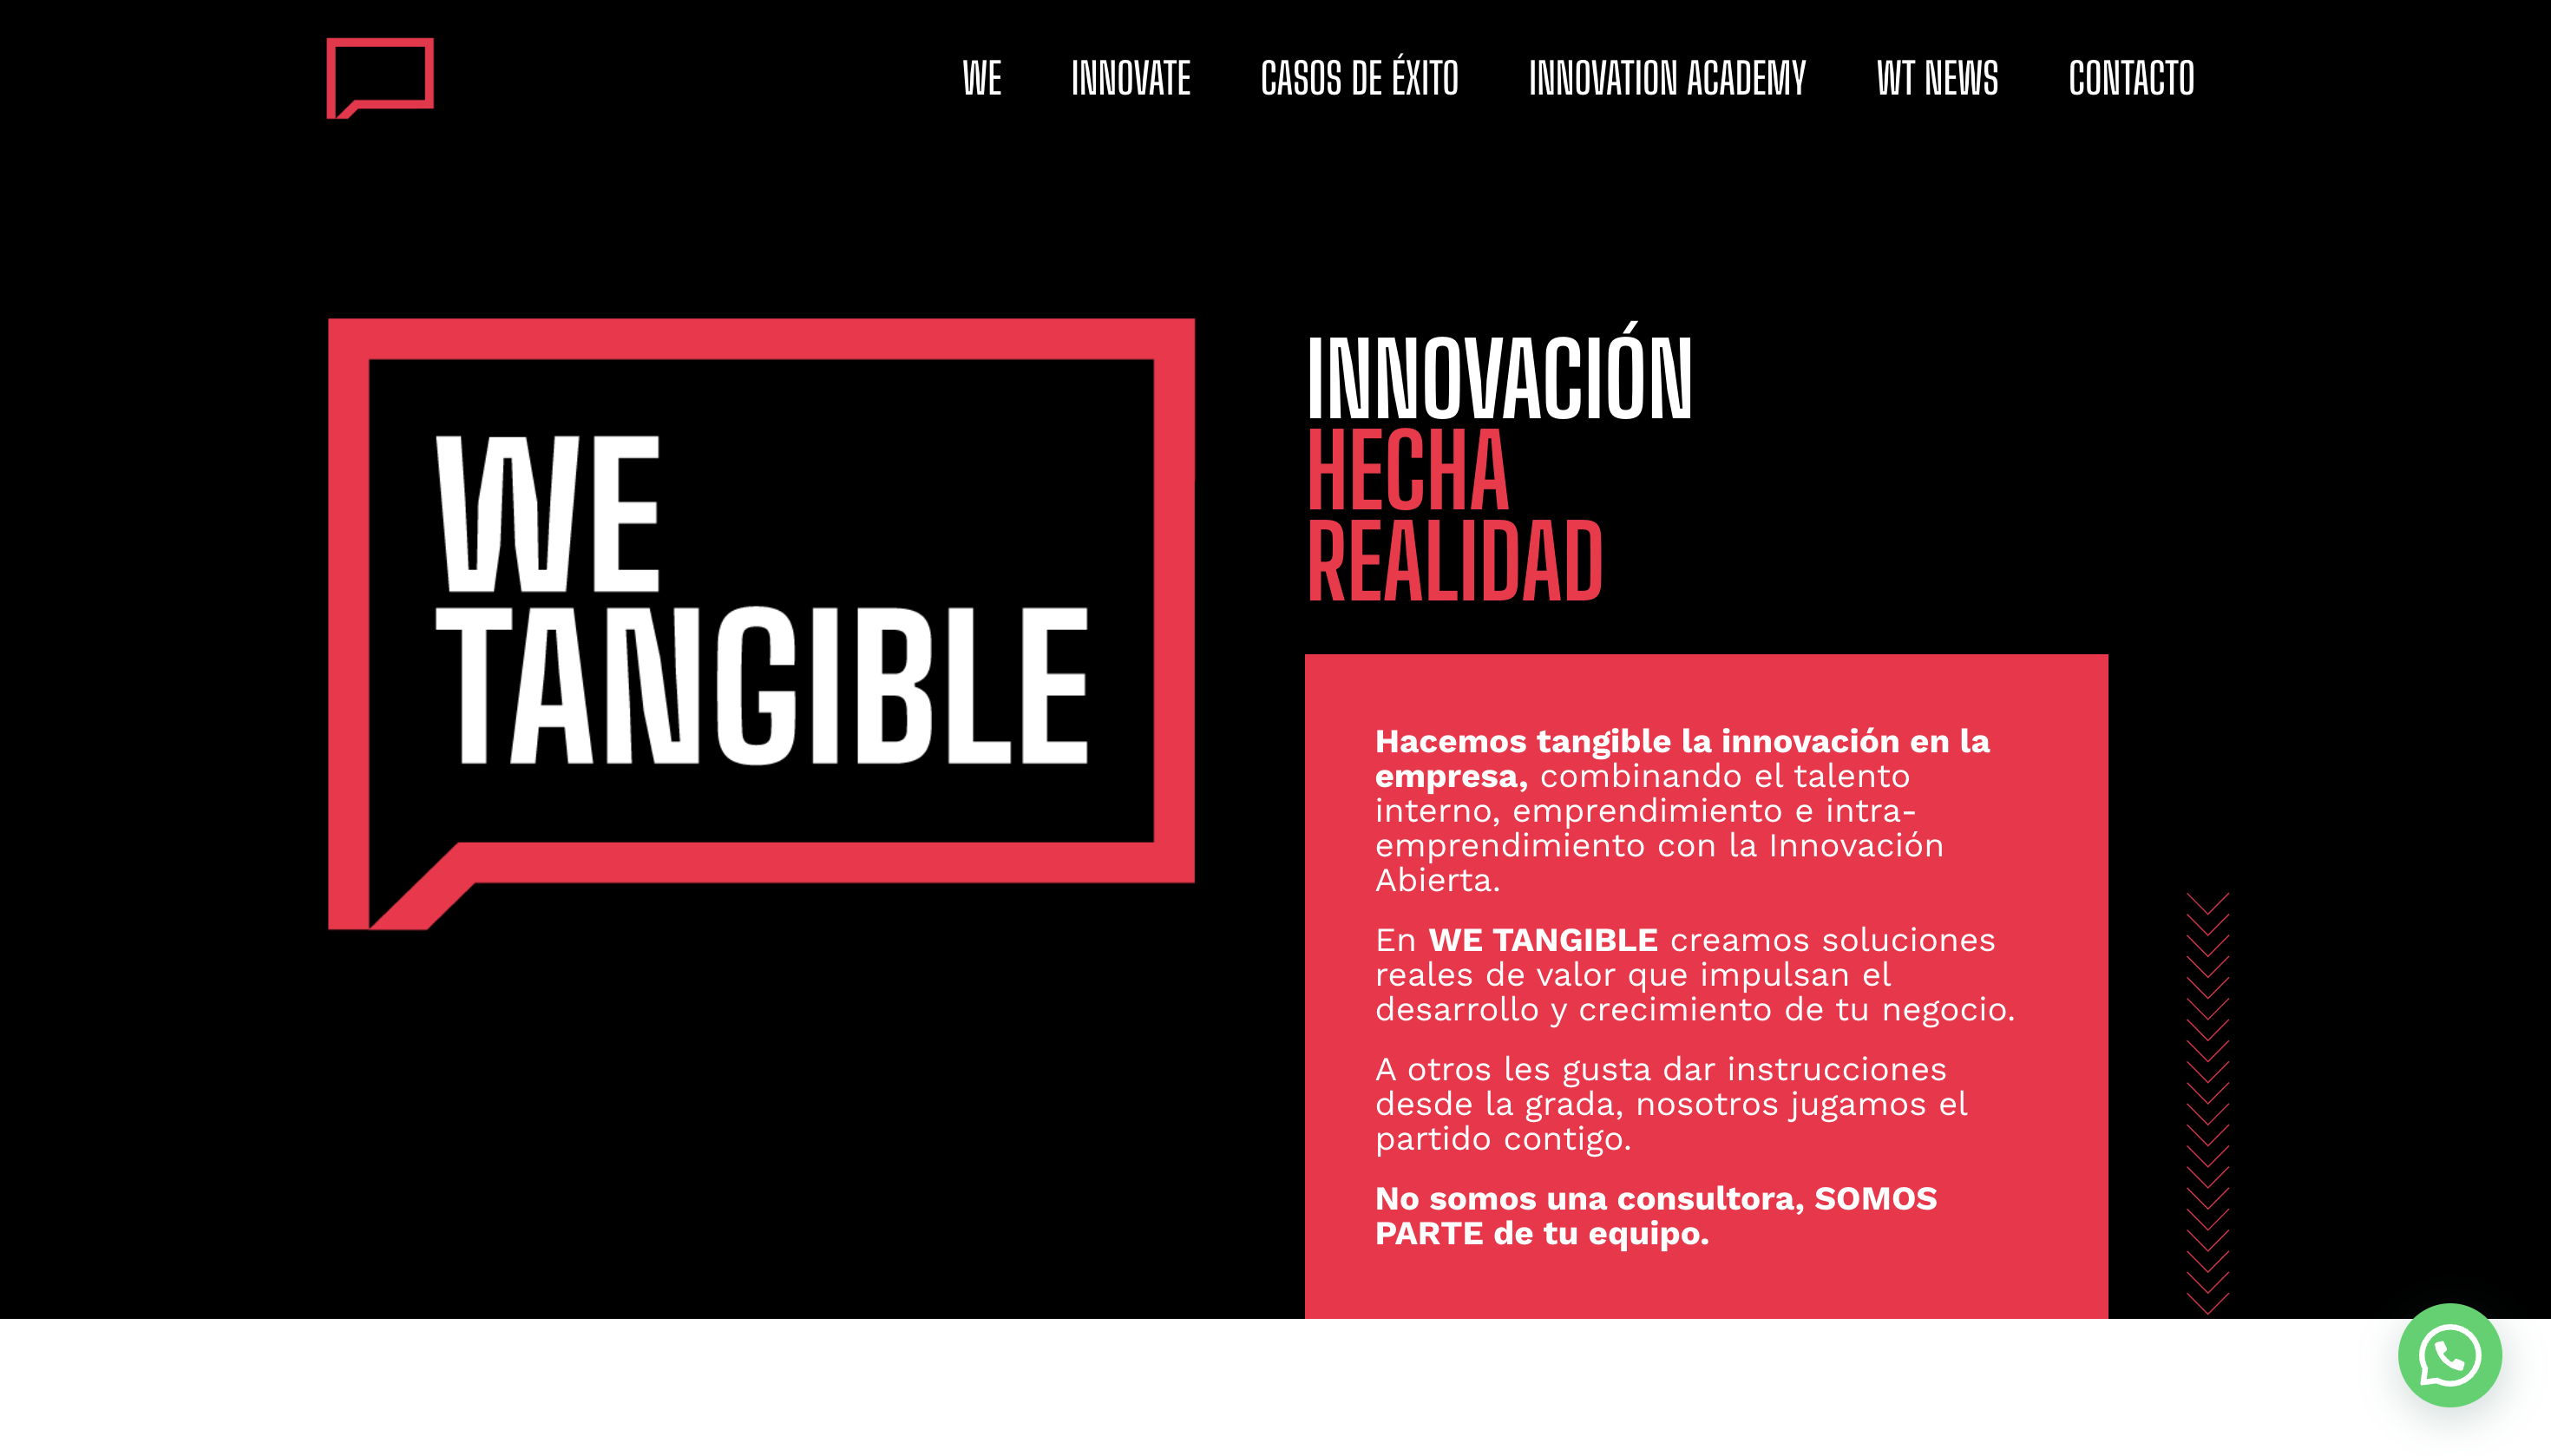 WE
INNOVATE
CASOS DE ÉXITO
INNOVATION ACADEMY
WT NEWS
CONTACTO
WE
TANGIBLE
INNOVACIÓN
HECHA
REALIDAD
Hacemos tangible la innovación en la
empresa, combinando el talento
interno, emprendimiento e intra-
emprendimiento con la Innovación
Abierta.
En WE TANGIBLE creamos soluciones
reales de valor que impulsan el
desarrollo y crecimiento de tu negocio.
A otros les gusta dar instrucciones
desde la grada, nosotros jugamos el
partido contigo.
No somos una consultora, SOMOS
PARTE de tu equipo.